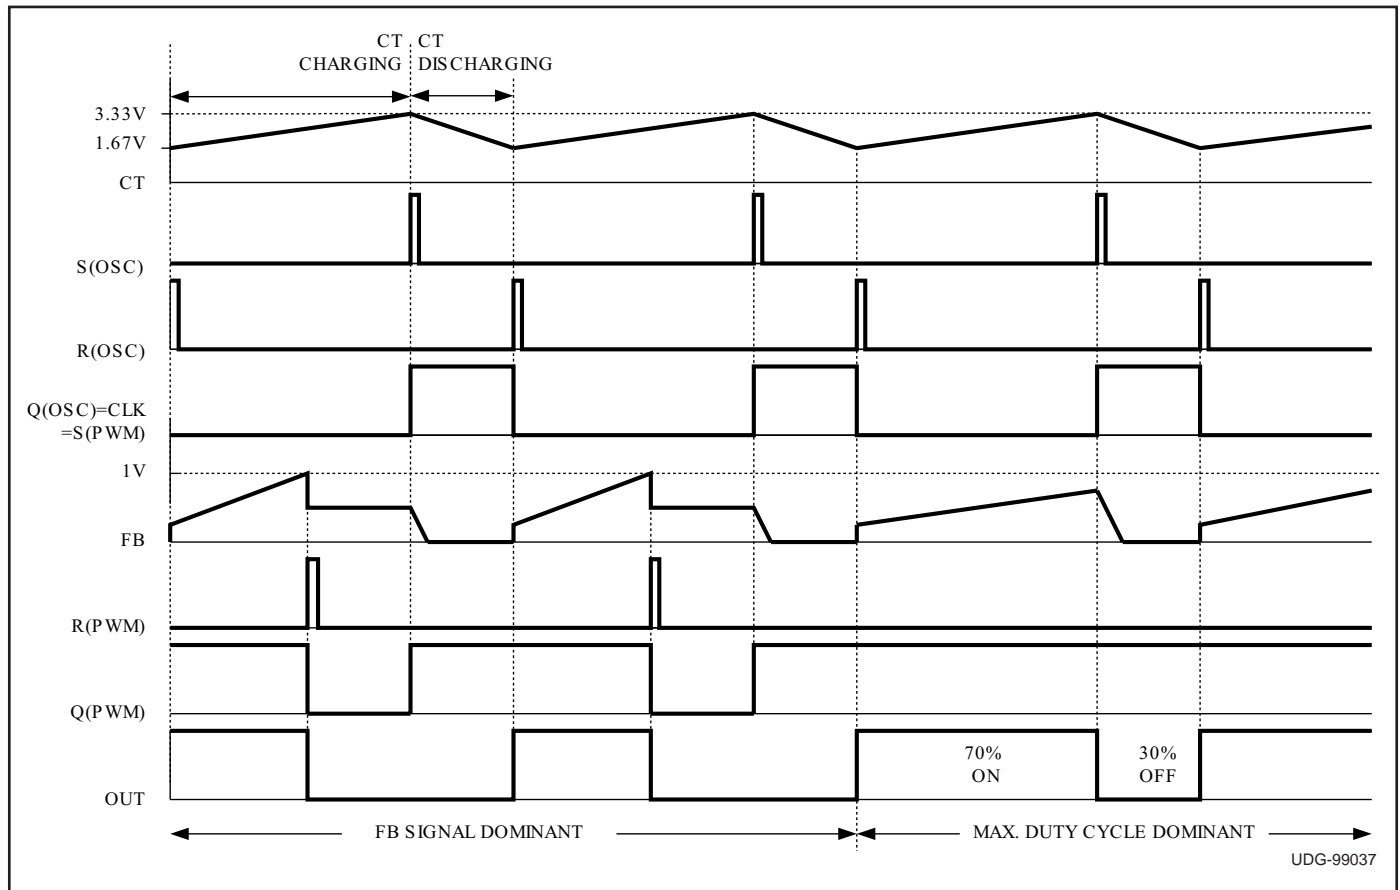 CT CT
CHARGING DISCHARGING
3.33V
1.67V
CT
S(OSC)
R(OSC)
Q(OSC)=CLK
=S(PWM)
1V
FB
R(PWM)
Q(PWM)
70% 30%
ON OFF
OUT
FB SIGNAL DOMINANT MAX. DUTY CYCLE DOMINANT
UDG-99037